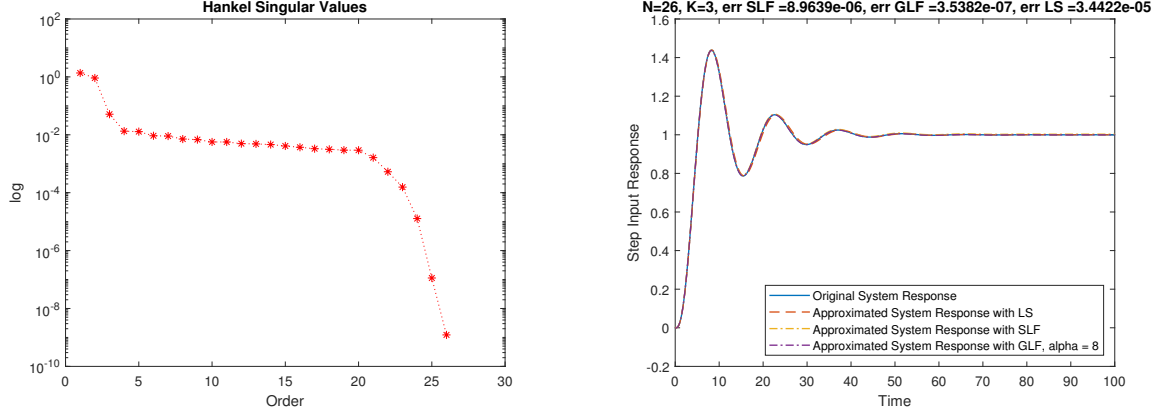 Hankel Singular Values
10^2
10^0
10^-2
10^-4
10^-6
10^-8
10^-10
log
0 5 10 15 20 25 30
Order
N=26, K=3, err SLF =8.9639e-06, err GLF =3.5382e-07, err LS =3.4422e-05
1.6
1.4
1.2
1
0.8
0.6
0.4
0.2
0
-0.2
Step Input Response
Original System Response
Approximated System Response with LS
Approximated System Response with SLF
Approximated System Response with GLF, alpha = 8
0 10 20 30 40 50 60 70 80 90 100
Time